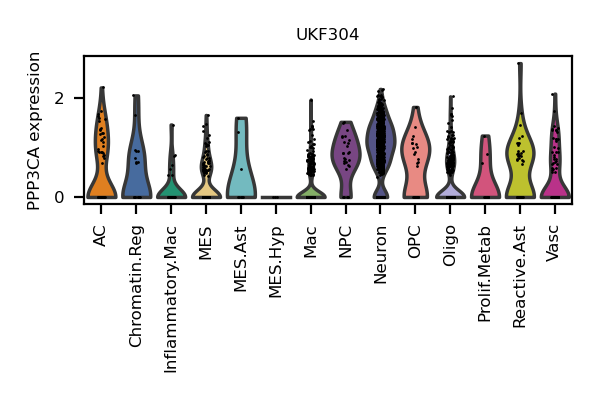 UKF304
PPP3CA expression
2
0
AC
Chromatin.Reg
Inflammatory.Mac
MES
MES.Ast
MES.Hyp
Mac
NPC
Neuron
OPC
Oligo
Prolif.Metab
Reactive.Ast
Vasc